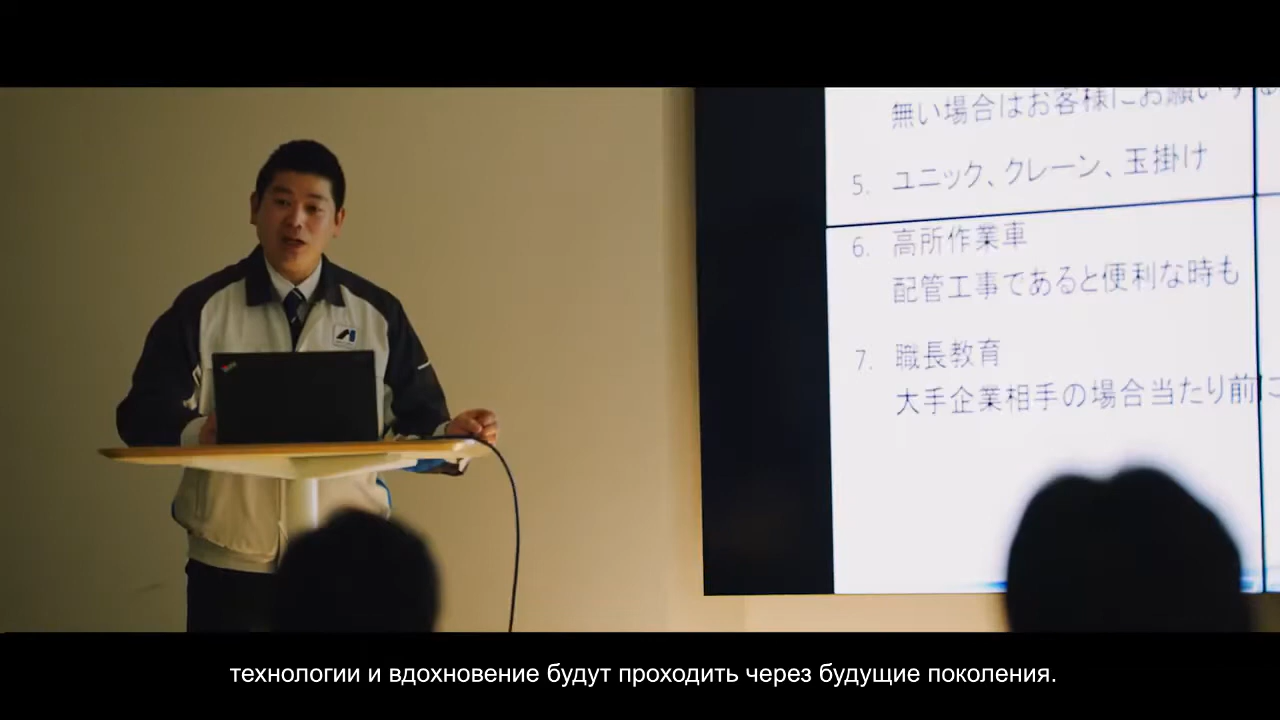 無い場合はお客様にお願いする
5. ユニック、クレーン、玉掛け
6. 高所作業車
配管工事であると便利な時も
7. 職長教育
大手企業相手の場合当たり前に
технологии и вдохновение будут проходить через будущие поколения.